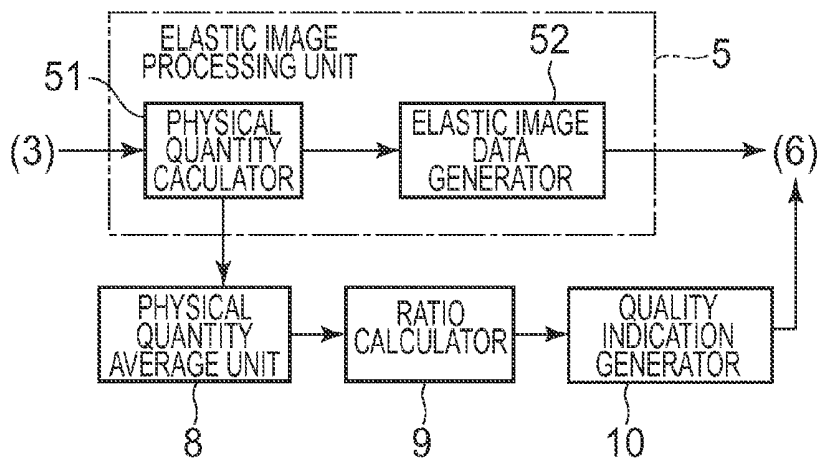 ELASTIC IMAGE
PROCESSING UNIT
51
52
5
(3)
PHYSICAL
QUANTITY
CACULATOR
ELASTIC IMAGE
DATA
GENERATOR
(6)
PHYSICAL
QUANTITY
AVERAGE UNIT
RATIO
CALCULATOR
QUALITY
INDICATION
GENERATOR
8
9
10